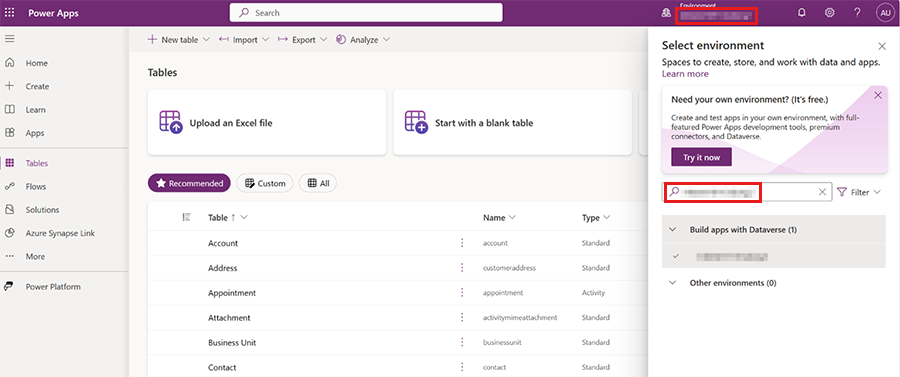 Power Apps
Search
Environment
AU
New table
Import
Export
Analyze
Home
Create
Learn
Apps
Tables
Flows
Solutions
Azure Synapse Link
More
Power Platform
Tables
Upload an Excel file
Start with a blank table
Recommended
Custom
All
Table ↑ Name Type
Account account Standard
Address customeraddress Standard
Appointment appointment Activity
Attachment activitymimeattachment Standard
Business Unit businessunit Standard
Contact contact Standard
Select environment
Spaces to create, store, and work with data and apps.
Learn more
Need your own environment? (It's free.)
Create and test apps in your own environment, with full-
featured Power Apps development tools, premium
connectors, and Dataverse.
Try it now
Filter
Build apps with Dataverse (1)
Other environments (0)